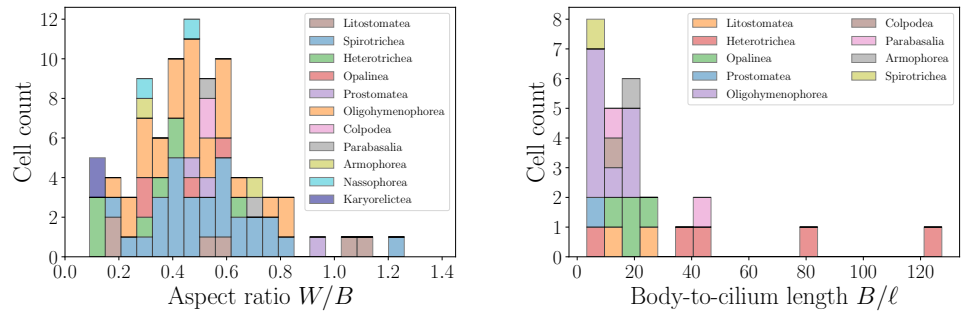 12
10
8
6
4
2
0
Cell count
0.0 0.2 0.4 0.6 0.8 1.0 1.2 1.4
Aspect ratio W/B
Litostomatea
Spirotrichea
Heterotrichea
Opalinea
Prostomatea
Oligohymenophorea
Colpodea
Parabasalia
Armophorea
Nassophorea
Karyorelictea
8
7
6
5
4
3
2
1
0
Cell count
0 20 40 60 80 100 120
Body-to-cilium length B/ℓ
Litostomatea
Heterotrichea
Opalinea
Prostomatea
Oligohymenophorea
Colpodea
Parabasalia
Armophorea
Spirotrichea